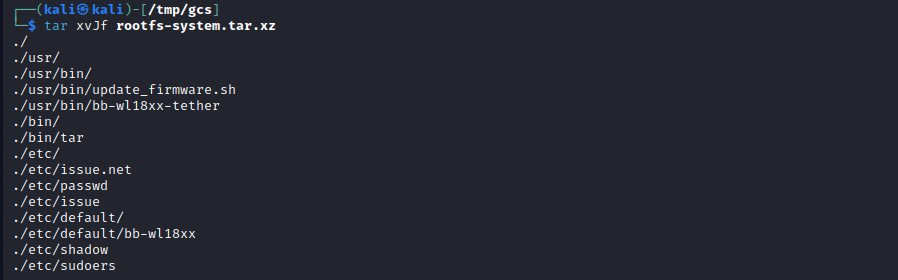 ┌──(kali㉿kali)-[/tmp/gcs]
└─$ tar xvJf rootfs-system.tar.xz
./
./usr/
./usr/bin/
./usr/bin/update_firmware.sh
./usr/bin/bb-wl18xx-tether
./bin/
./bin/tar
./etc/
./etc/issue.net
./etc/passwd
./etc/issue
./etc/default/
./etc/default/bb-wl18xx
./etc/shadow
./etc/sudoers